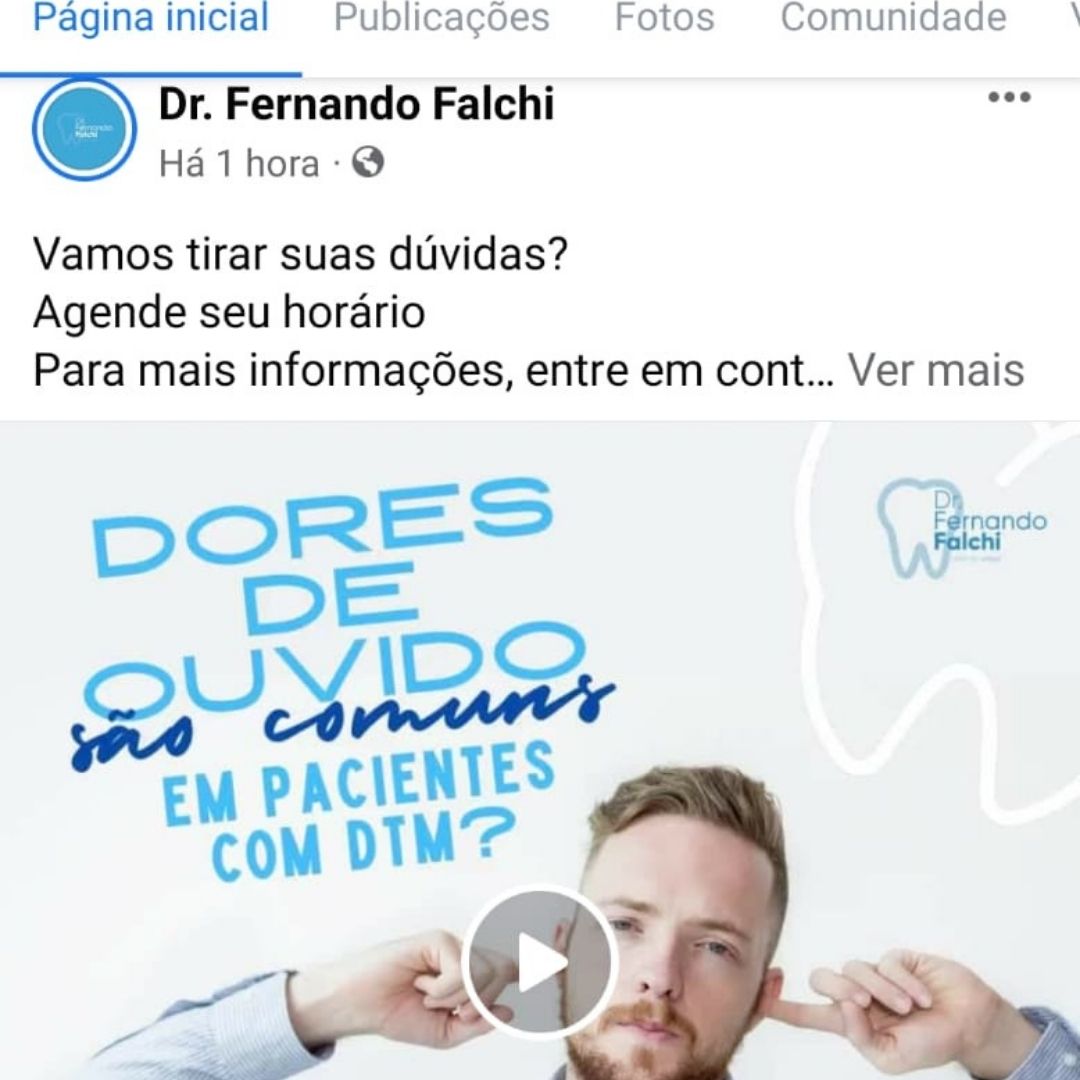 Página inicial Publicações Fotos Comunidade
Dr. Fernando Falchi
Há 1 hora ·
Vamos tirar suas dúvidas?
Agende seu horário
Para mais informações, entre em cont... Ver mais
DORES
DE
OUVIDO
são comuns
EM PACIENTES
COM DTM?
Dr.
Fernando
Falchi